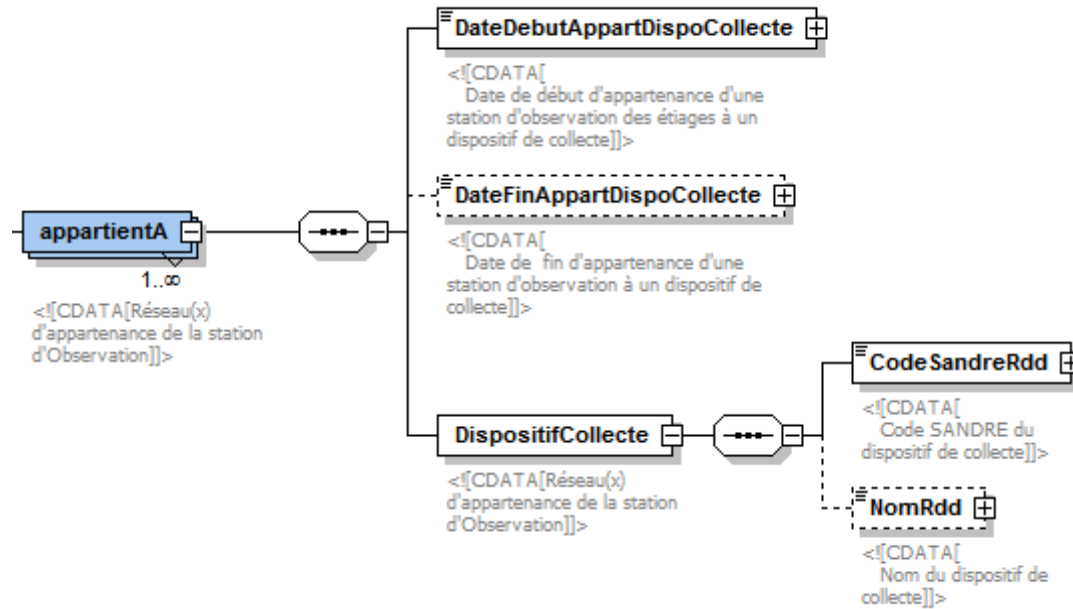 DateDebutAppartDispoCollecte
<![CDATA[
Date de début d'appartenance d'une
station d'observation des étiages à un
dispositif de collecte]]>
DateFinAppartDispoCollecte
<![CDATA[
Date de  fin d'appartenance d'une
station d'observation à un dispositif de
collecte]]>
appartientA
1..∞
<![CDATA[Réseau(x)
d'appartenance de la station
d'Observation]]>
DispositifCollecte
<![CDATA[Réseau(x)
d'appartenance de la station
d'Observation]]>
CodeSandreRdd
<![CDATA[
Code SANDRE du
dispositif de collecte]]>
NomRdd
<![CDATA[
Nom du dispositif de
collecte]]>